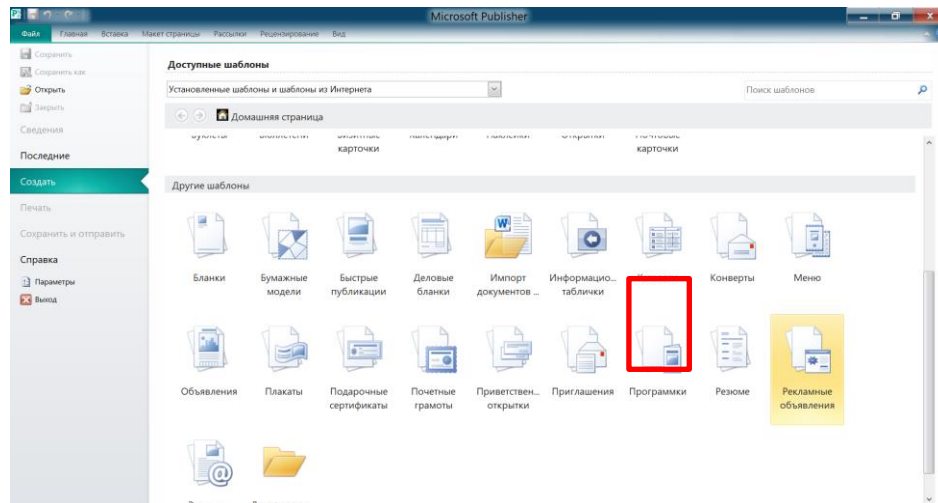 Microsoft Publisher
Файл Главная Вставка Макет страницы Рассылки Рецензирование Вид
Сохранить
Сохранить как
Открыть
Закрыть
Сведения
Последние
Создать
Печать
Сохранить и отправить
Справка
Параметры
Выход
Доступные шаблоны
Установленные шаблоны и шаблоны из Интернета
Поиск шаблонов
Домашняя страница
карточки карточки
Другие шаблоны
Бланки Бумажные Быстрые Деловые Импорт Информацио... Конверты Меню
модели публикации бланки документов ... таблички
Объявления Плакаты Подарочные Почетные Приветствен... Приглашения Программки Резюме Рекламные
сертификаты грамоты открытки объявления